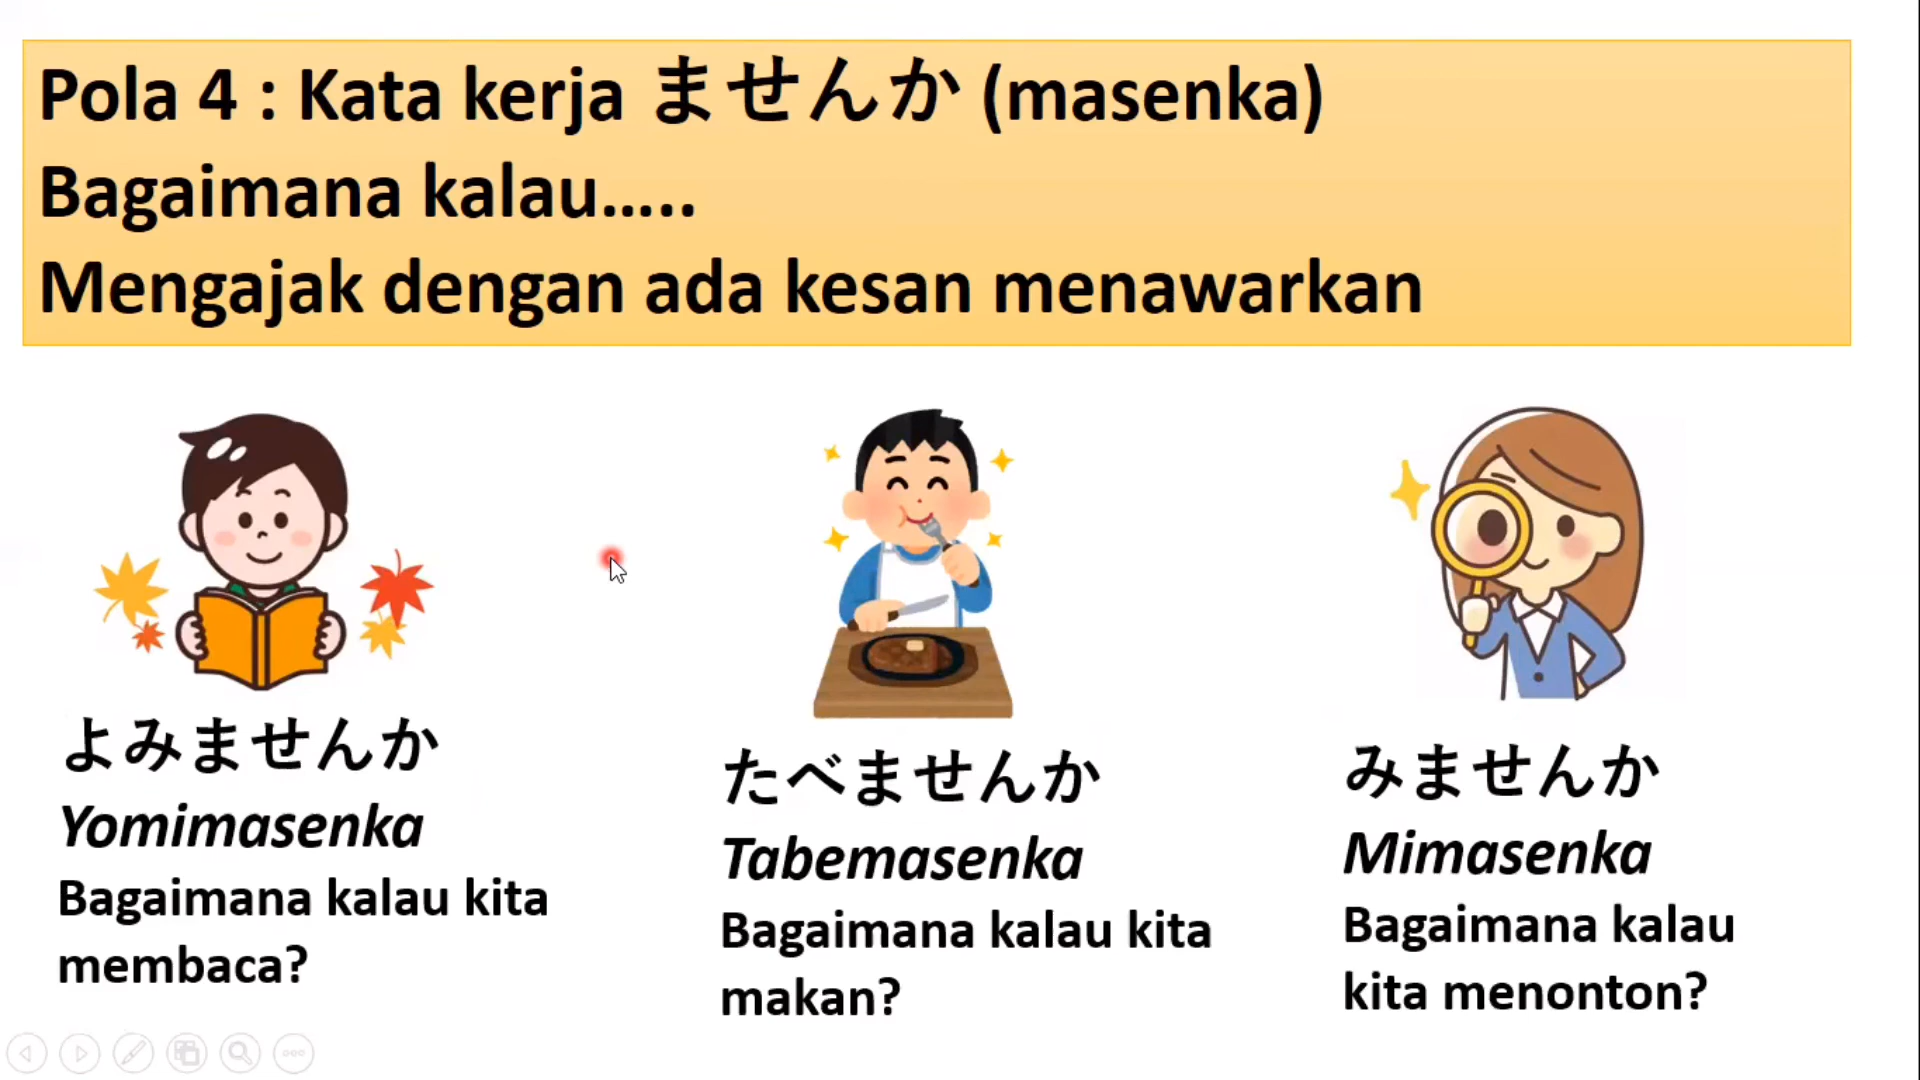 Pola 4 : Kata kerja ませんか (masenka)
Bagaimana kalau.....
Mengajak dengan ada kesan menawarkan
よみませんか
Yomimasenka
Bagaimana kalau kita
membaca?
たべませんか
Tabemasenka
Bagaimana kalau kita
makan?
みませんか
Mimasenka
Bagaimana kalau
kita menonton?